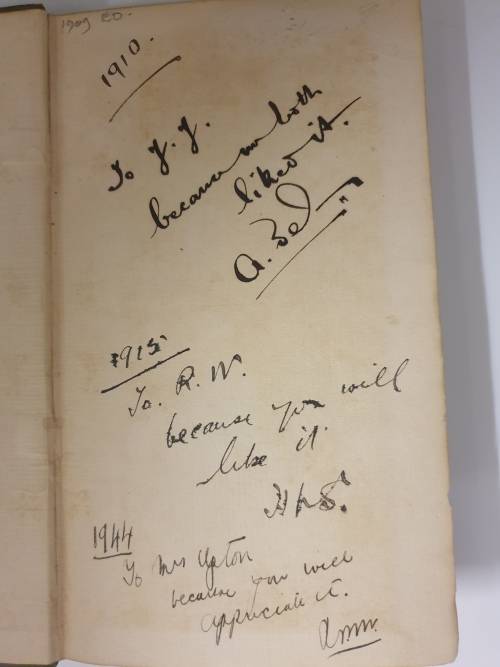 1909 ED.
1910.
To J. J.
because we both
liked it.
A. Bel
1915
To. R. W.
because you will
like it.
1944
To Mrs Upton
because you will
appreciate it.